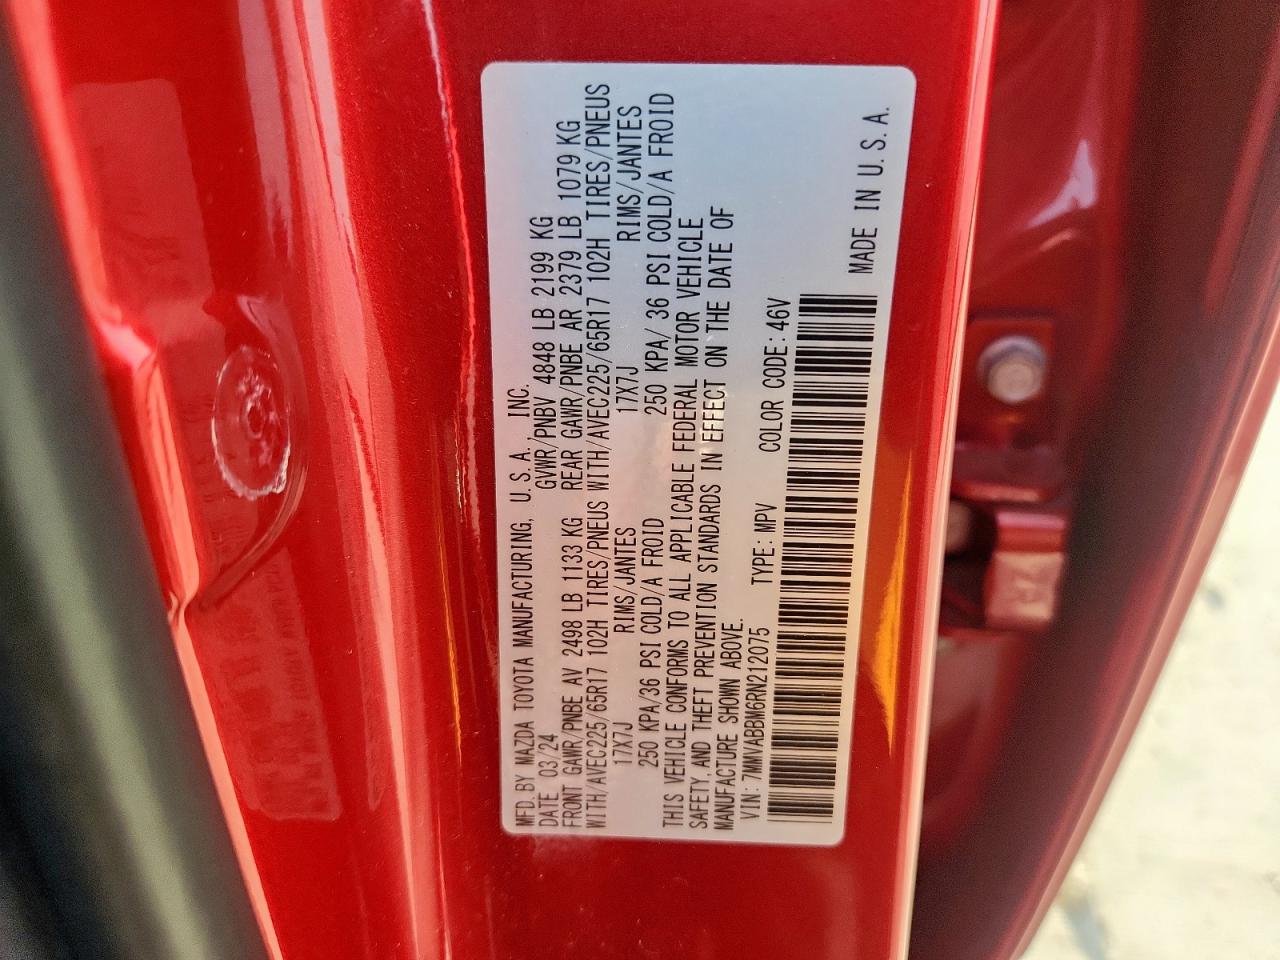 MFD.BY MAZDA TOYOTA MANUFACTURING, U.S.A., INC.
DATE 03/24 GWR/PNBV 4848 LB 2199 KG
FRONT GAWR/PNBE AV 2498 LB 1133 KG REAR GAWR/PNBE AR 2379 LB 1079 KG
WITH/AVEC225/65R17 102H TIRES/PNEUS WITH/AVEC225/65R17 102H TIRES/PNEUS
17X7J RIMS/JANTES 17X7J RIMS/JANTES
250 KPA/36 PSI COLD/A FROID 250 KPA/ 36 PSI COLD/A FROID
THIS VEHICLE CONFORMS TO ALL APPLICABLE FEDERAL MOTOR VEHICLE
SAFETY, AND THEFT PREVENTION STANDARDS IN EFFECT ON THE DATE OF
MANUFACTURE SHOWN ABOVE.
VIN: 7MMVABBM6RN212075 TYPE: MPV COLOR CODE: 46V
MADE IN U.S.A.